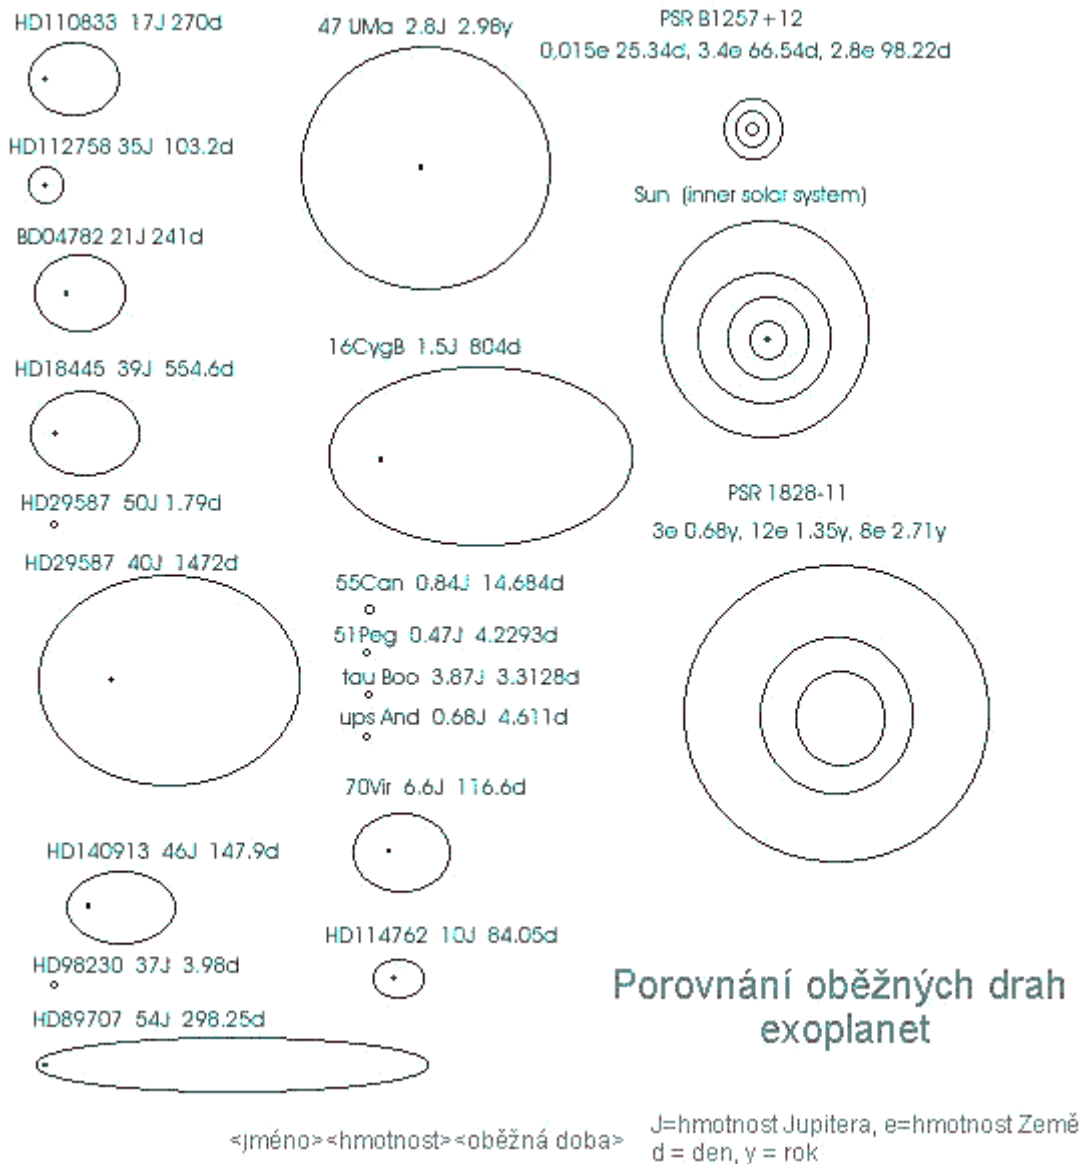 HD110833 17J 270d
HD112758 35J 103.2d
BD04782 21J 241d
HD18445 39J 554.6d
HD29587 50J 1.79d
HD29587 40J 1472d
HD140913 46J 147.9d
HD98230 37J 3.98d
HD89707 54J 298.25d
47 UMa 2.8J 2.98y
16CygB 1.5J 804d
55Can 0.84J 14.684d
51Peg 0.47J 4.2293d
tau Boo 3.87J 3.3128d
ups And 0.68J 4.611d
70Vir 6.6J 116.6d
HD114762 10J 84.05d
PSR B1257+12
0,015e 25.34d, 3.4e 66.54d, 2.8e 98.22d
Sun (inner solar system)
PSR 1828-11
3e 0.68y, 12e 1.35y, 8e 2.71y
Porovnání oběžných drah
exoplanet
<jméno><hmotnost><oběžná doba>
J=hmotnost Jupitera, e=hmotnost Země
d = den, y = rok